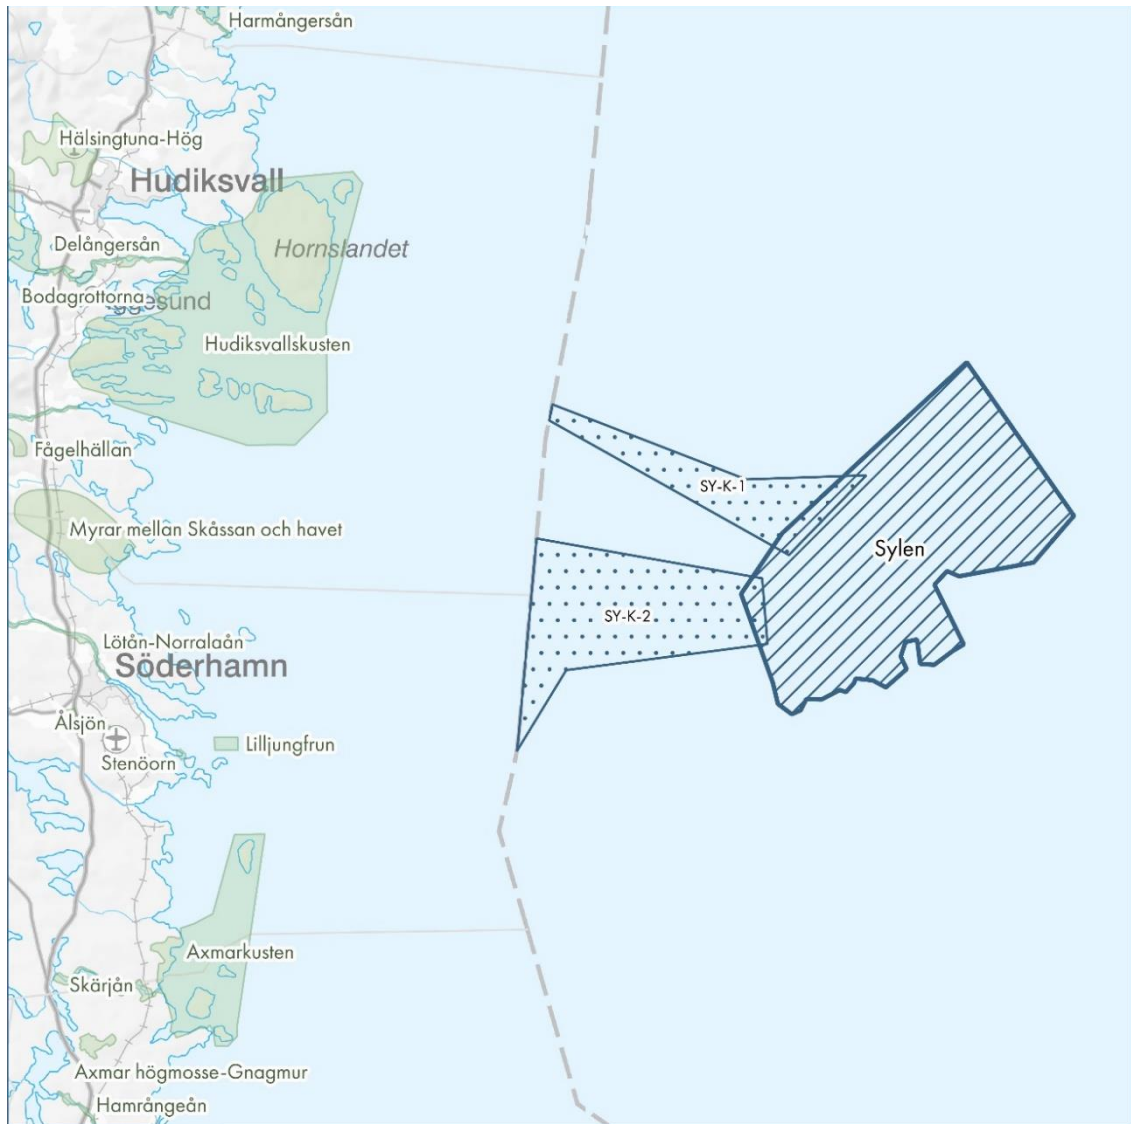 Harmångersån
Hälsingtuna-Hög
Hudiksvall
Delångersån
Hornslandet
Bodagrottorna
Hudiksvallskusten
Fågelhällan
SY-K-1
Myrar mellan Skåssan och havet
Sylen
SY-K-2
Lötån-Norralaån
Söderhamn
Ålsjön
Lilljungfrun
Stenöorn
Axmarkusten
Skärjån
Axmar högmosse-Gnagmur
Hamrångeån